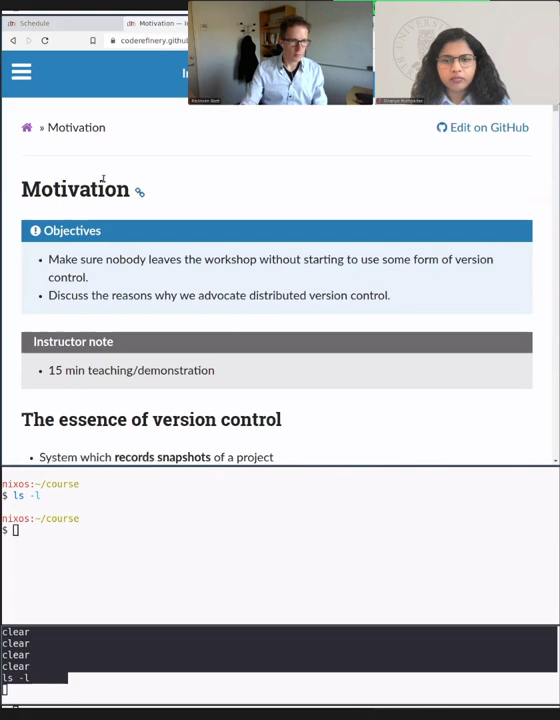 Schedule
Motivation — In
coderefinery.github
In
» Motivation
Edit on GitHub
Motivation
Objectives
Make sure nobody leaves the workshop without starting to use some form of version
control.
Discuss the reasons why we advocate distributed version control.
Instructor note
15 min teaching/demonstration
The essence of version control
System which records snapshots of a project
nixos:~/course
$ ls -l
nixos:~/course
$
clear
clear
clear
clear
ls -l